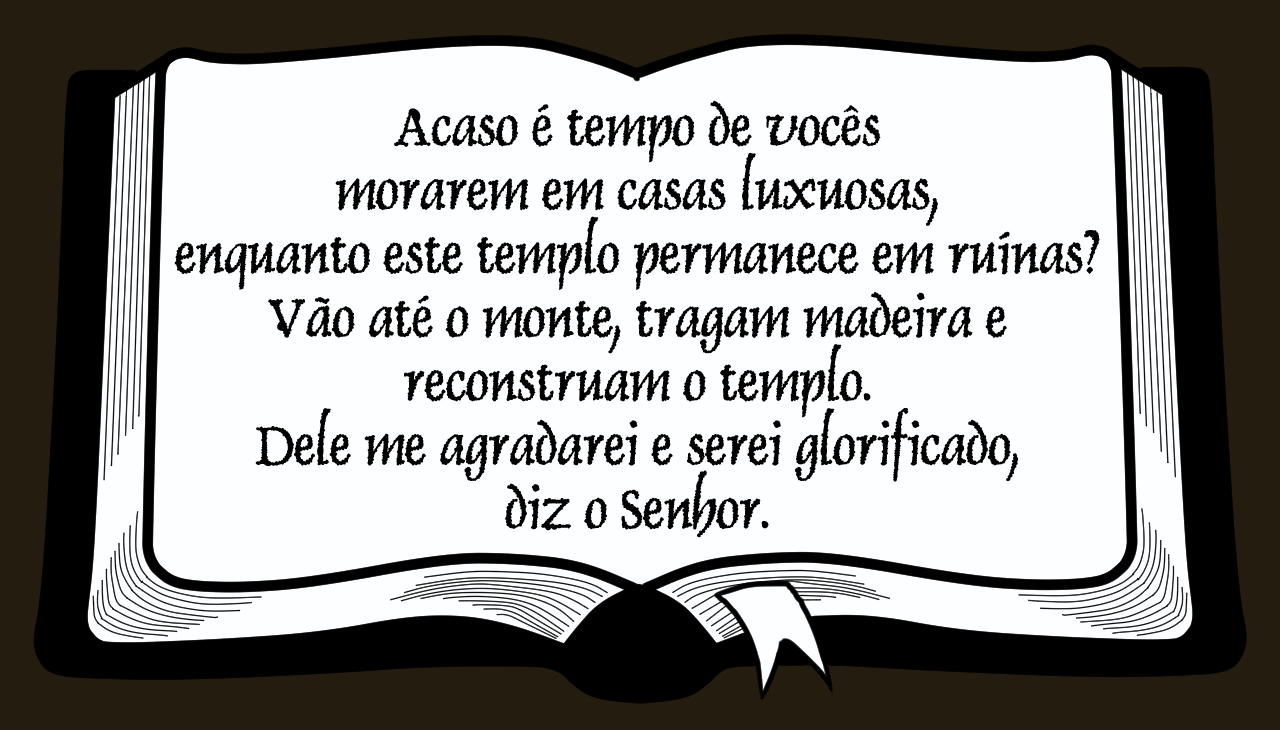 Acaso é tempo de vocês
morarem em casas luxuosas,
enquanto este templo permanece em ruínas?
Vão até o monte, tragam madeira e
reconstruam o templo.
Dele me agradarei e serei glorificado,
diz o Senhor.